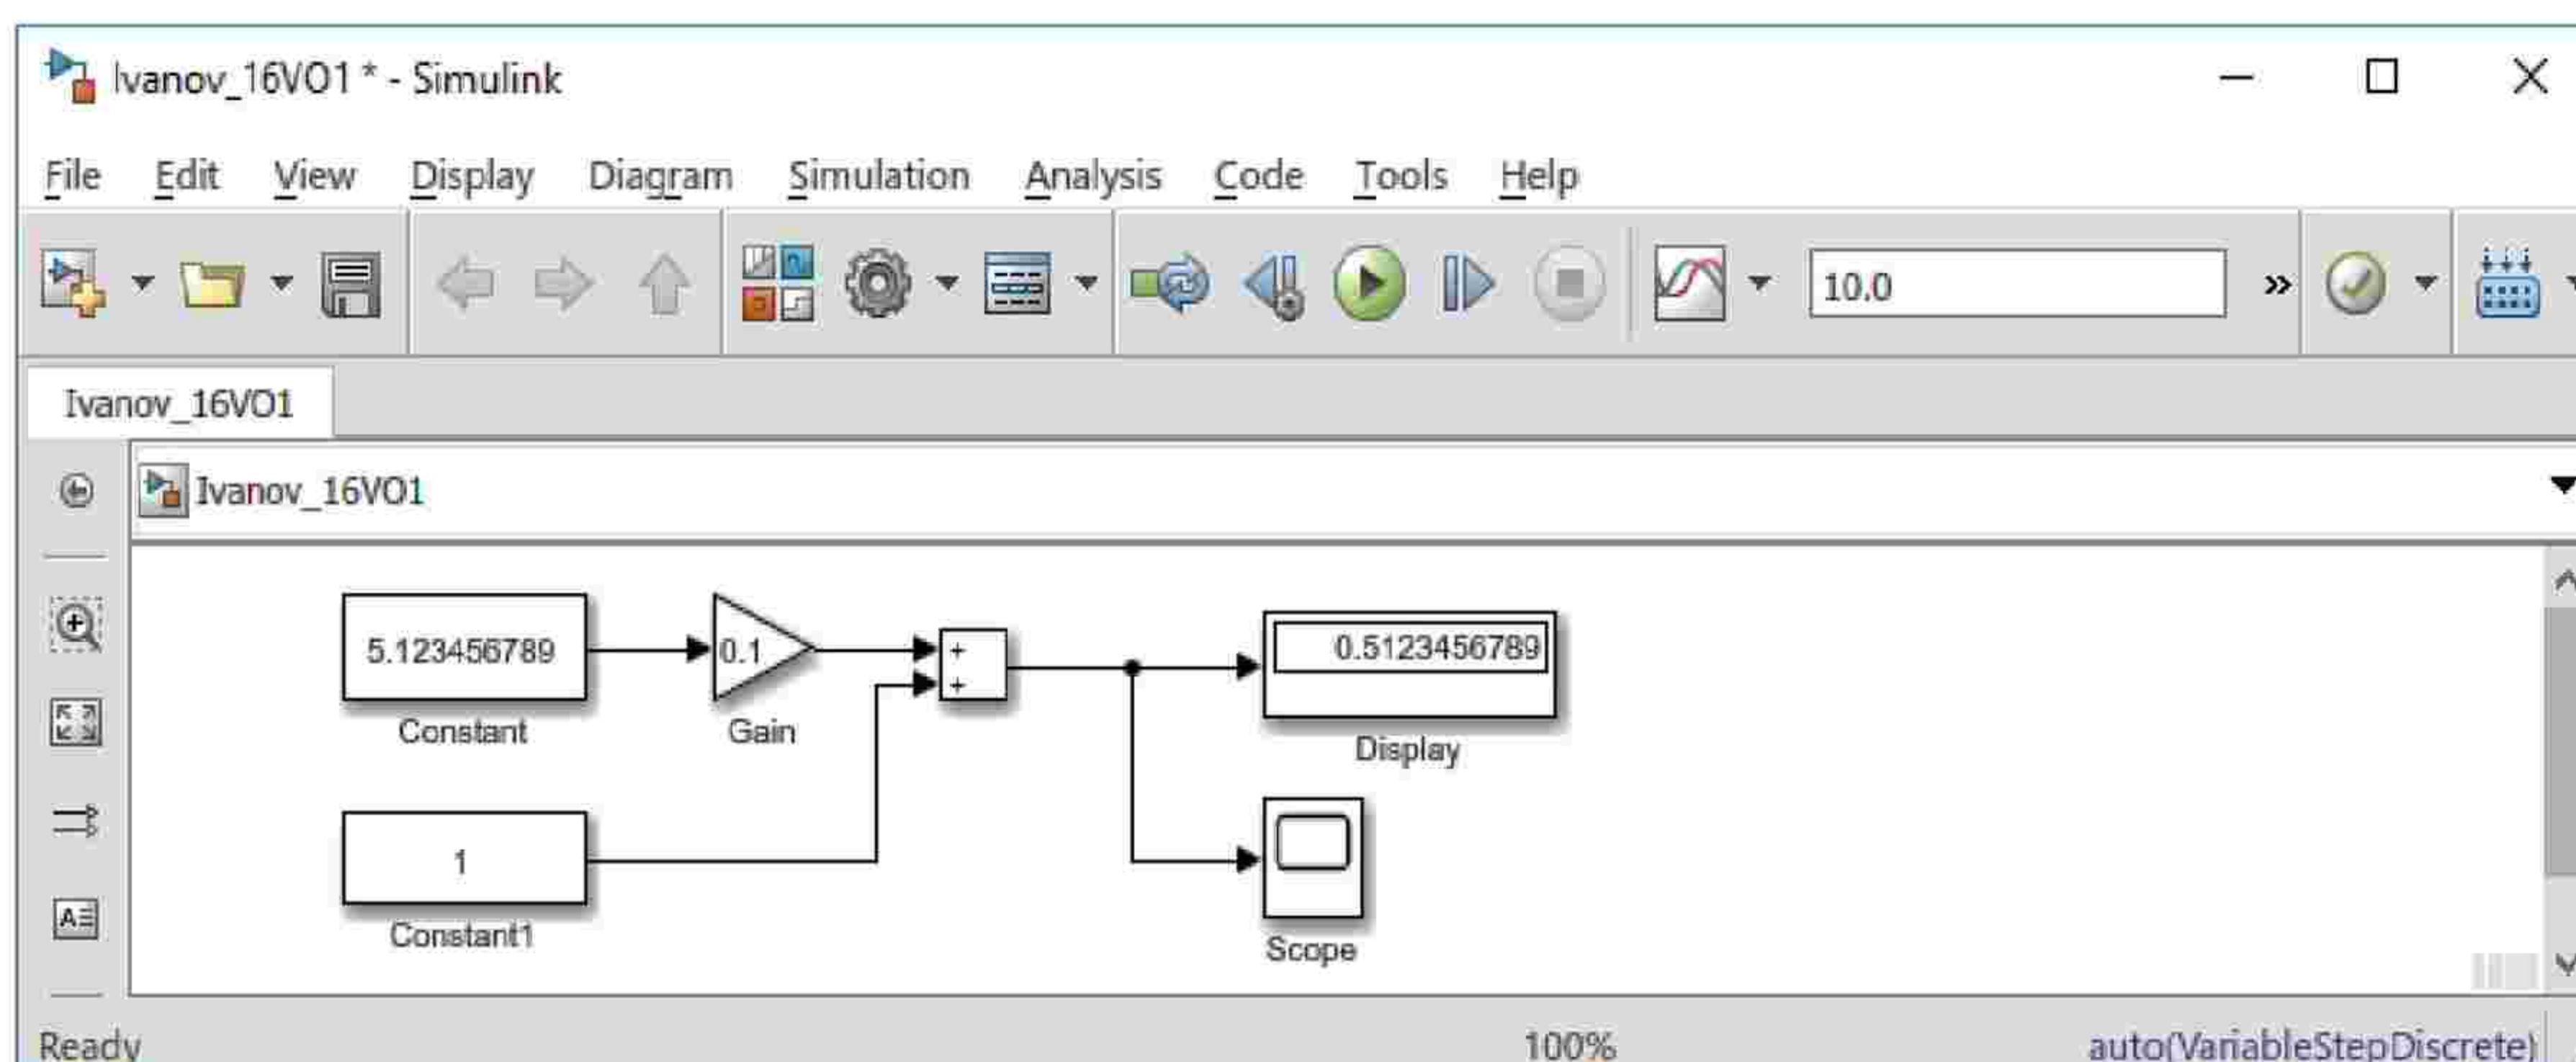 Ivanov_16VO1 * - Simulink
File Edit View Display Diagram Simulation Analysis Code Tools Help
10.0
Ivanov_16VO1
Ivanov_16VO1
5.123456789
0.1
+
+
0.5123456789
Constant
Gain
Display
1
Constant1
Scope
Ready 100% auto(VariableStepDiscrete)